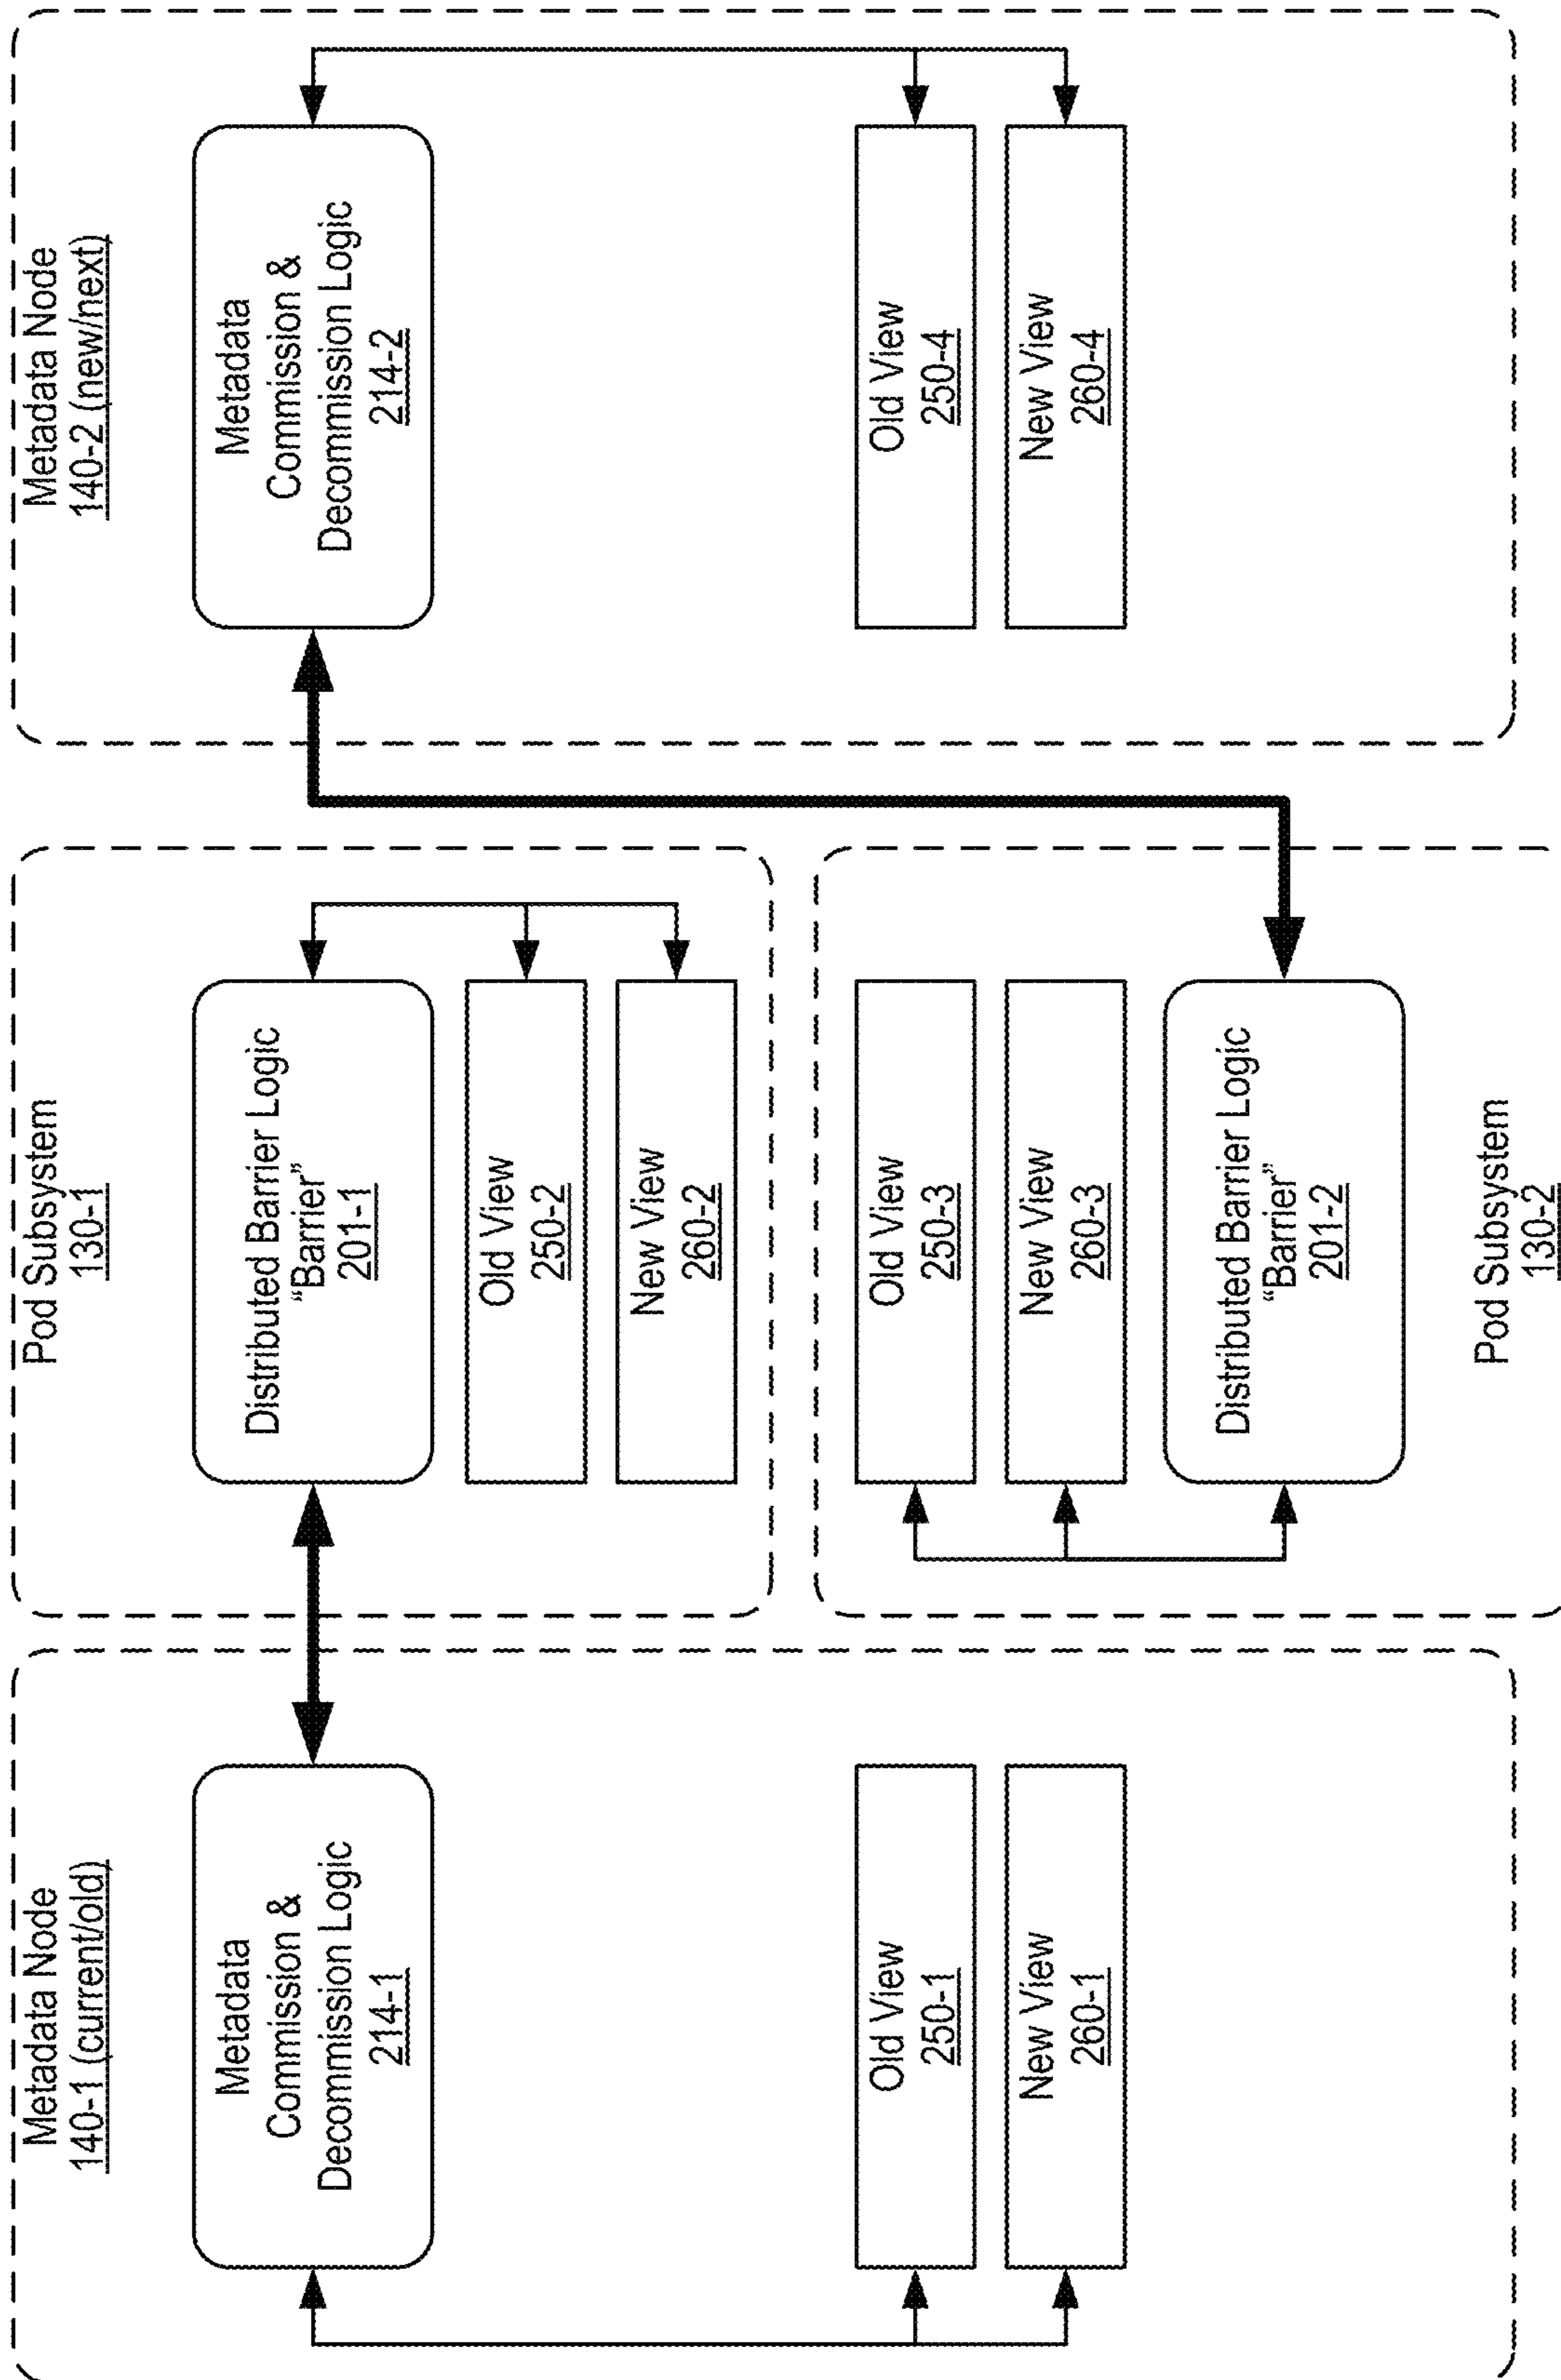 Metadata Node
140-1 (current/old)
Metadata
Commission &
Decommission Logic
214-1
Old View
250-1
New View
260-1
Pod Subsystem
130-1
Distributed Barrier Logic
“Barrier”
201-1
Old View
250-2
New View
260-2
Old View
250-3
New View
260-3
Distributed Barrier Logic
“Barrier”
201-2
Pod Subsystem
130-2
Metadata Node
140-2 (new/next)
Metadata
Commission &
Decommission Logic
214-2
Old View
250-4
New View
260-4